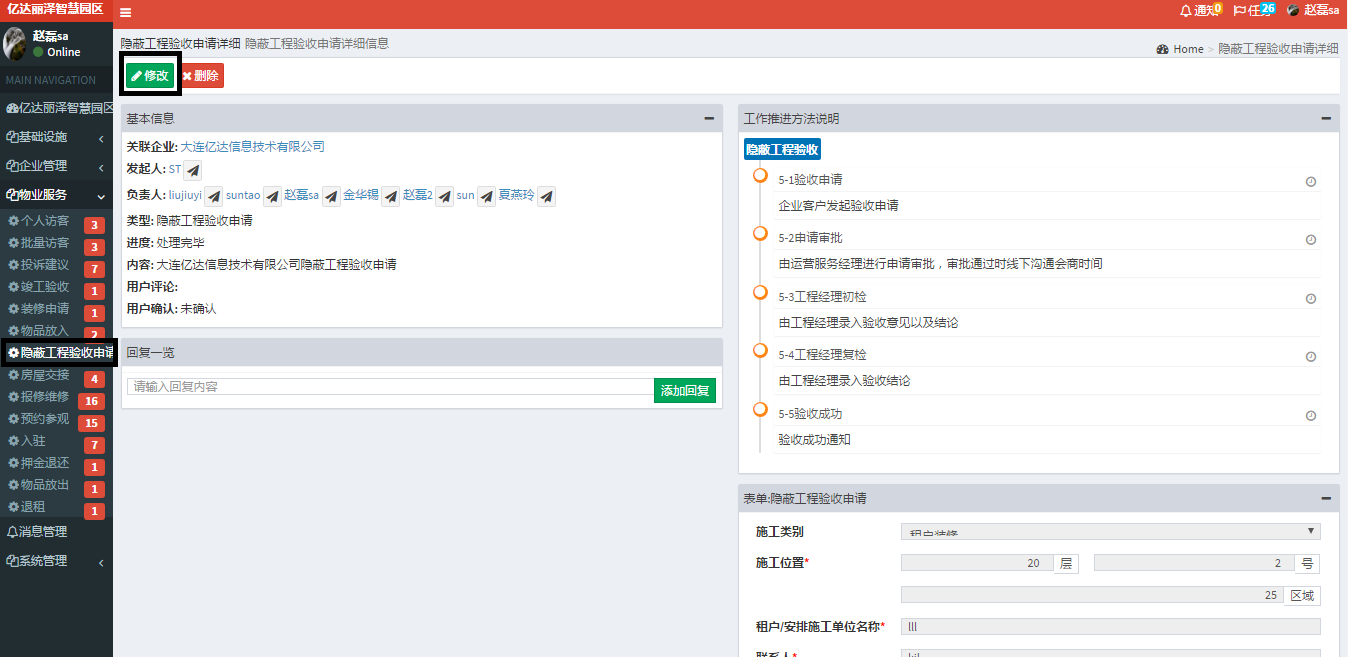 亿达丽泽智慧园区
通知 0
任务 26
赵磊sa
赵磊sa
Online
MAIN NAVIGATION
亿达丽泽智慧园区
基础设施
企业管理
物业服务
个人访客 3
批量访客 3
投诉建议 7
竣工验收 1
装修申请 1
物品放入 2
隐蔽工程验收申请
房屋交接 4
报修维修 16
预约参观 15
入驻 7
押金退还 1
物品放出 1
退租 1
消息管理
系统管理
隐蔽工程验收申请详细 隐蔽工程验收申请详细信息
Home > 隐蔽工程验收申请详细
修改 删除
基本信息
关联企业: 大连亿达信息技术有限公司
发起人: ST
负责人: liujiuyi suntao 赵磊sa 金华锡 赵磊2 sun 夏燕玲
类型: 隐蔽工程验收申请
进度: 处理完毕
内容: 大连亿达信息技术有限公司隐蔽工程验收申请
用户评论:
用户确认: 未确认
回复一览
请输入回复内容 添加回复
工作推进方法说明
隐蔽工程验收
5-1验收申请
企业客户发起验收申请
5-2申请审批
由运营服务经理进行申请审批，审批通过时线下沟通会商时间
5-3工程经理初检
由工程经理录入验收意见以及结论
5-4工程经理复检
由工程经理录入验收结论
5-5验收成功
验收成功通知
表单:隐蔽工程验收申请
施工类别 租户装修
施工位置* 20 层 2 号
25 区域
租户/安排施工单位名称* lll
联系人*